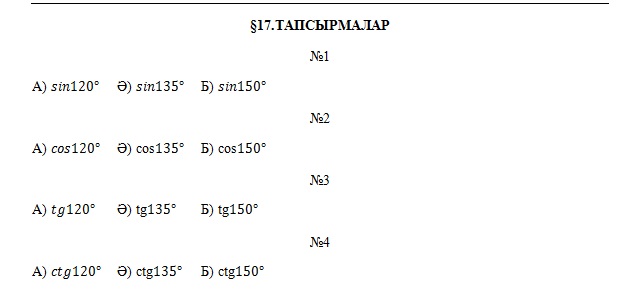 §17.ТАПСЫРМАЛАР
№1
А) sin120° Ә) sin135° Б) sin150°
№2
А) cos120° Ә) cos135° Б) cos150°
№3
А) tg120° Ә) tg135° Б) tg150°
№4
А) ctg120° Ә) ctg135° Б) ctg150°